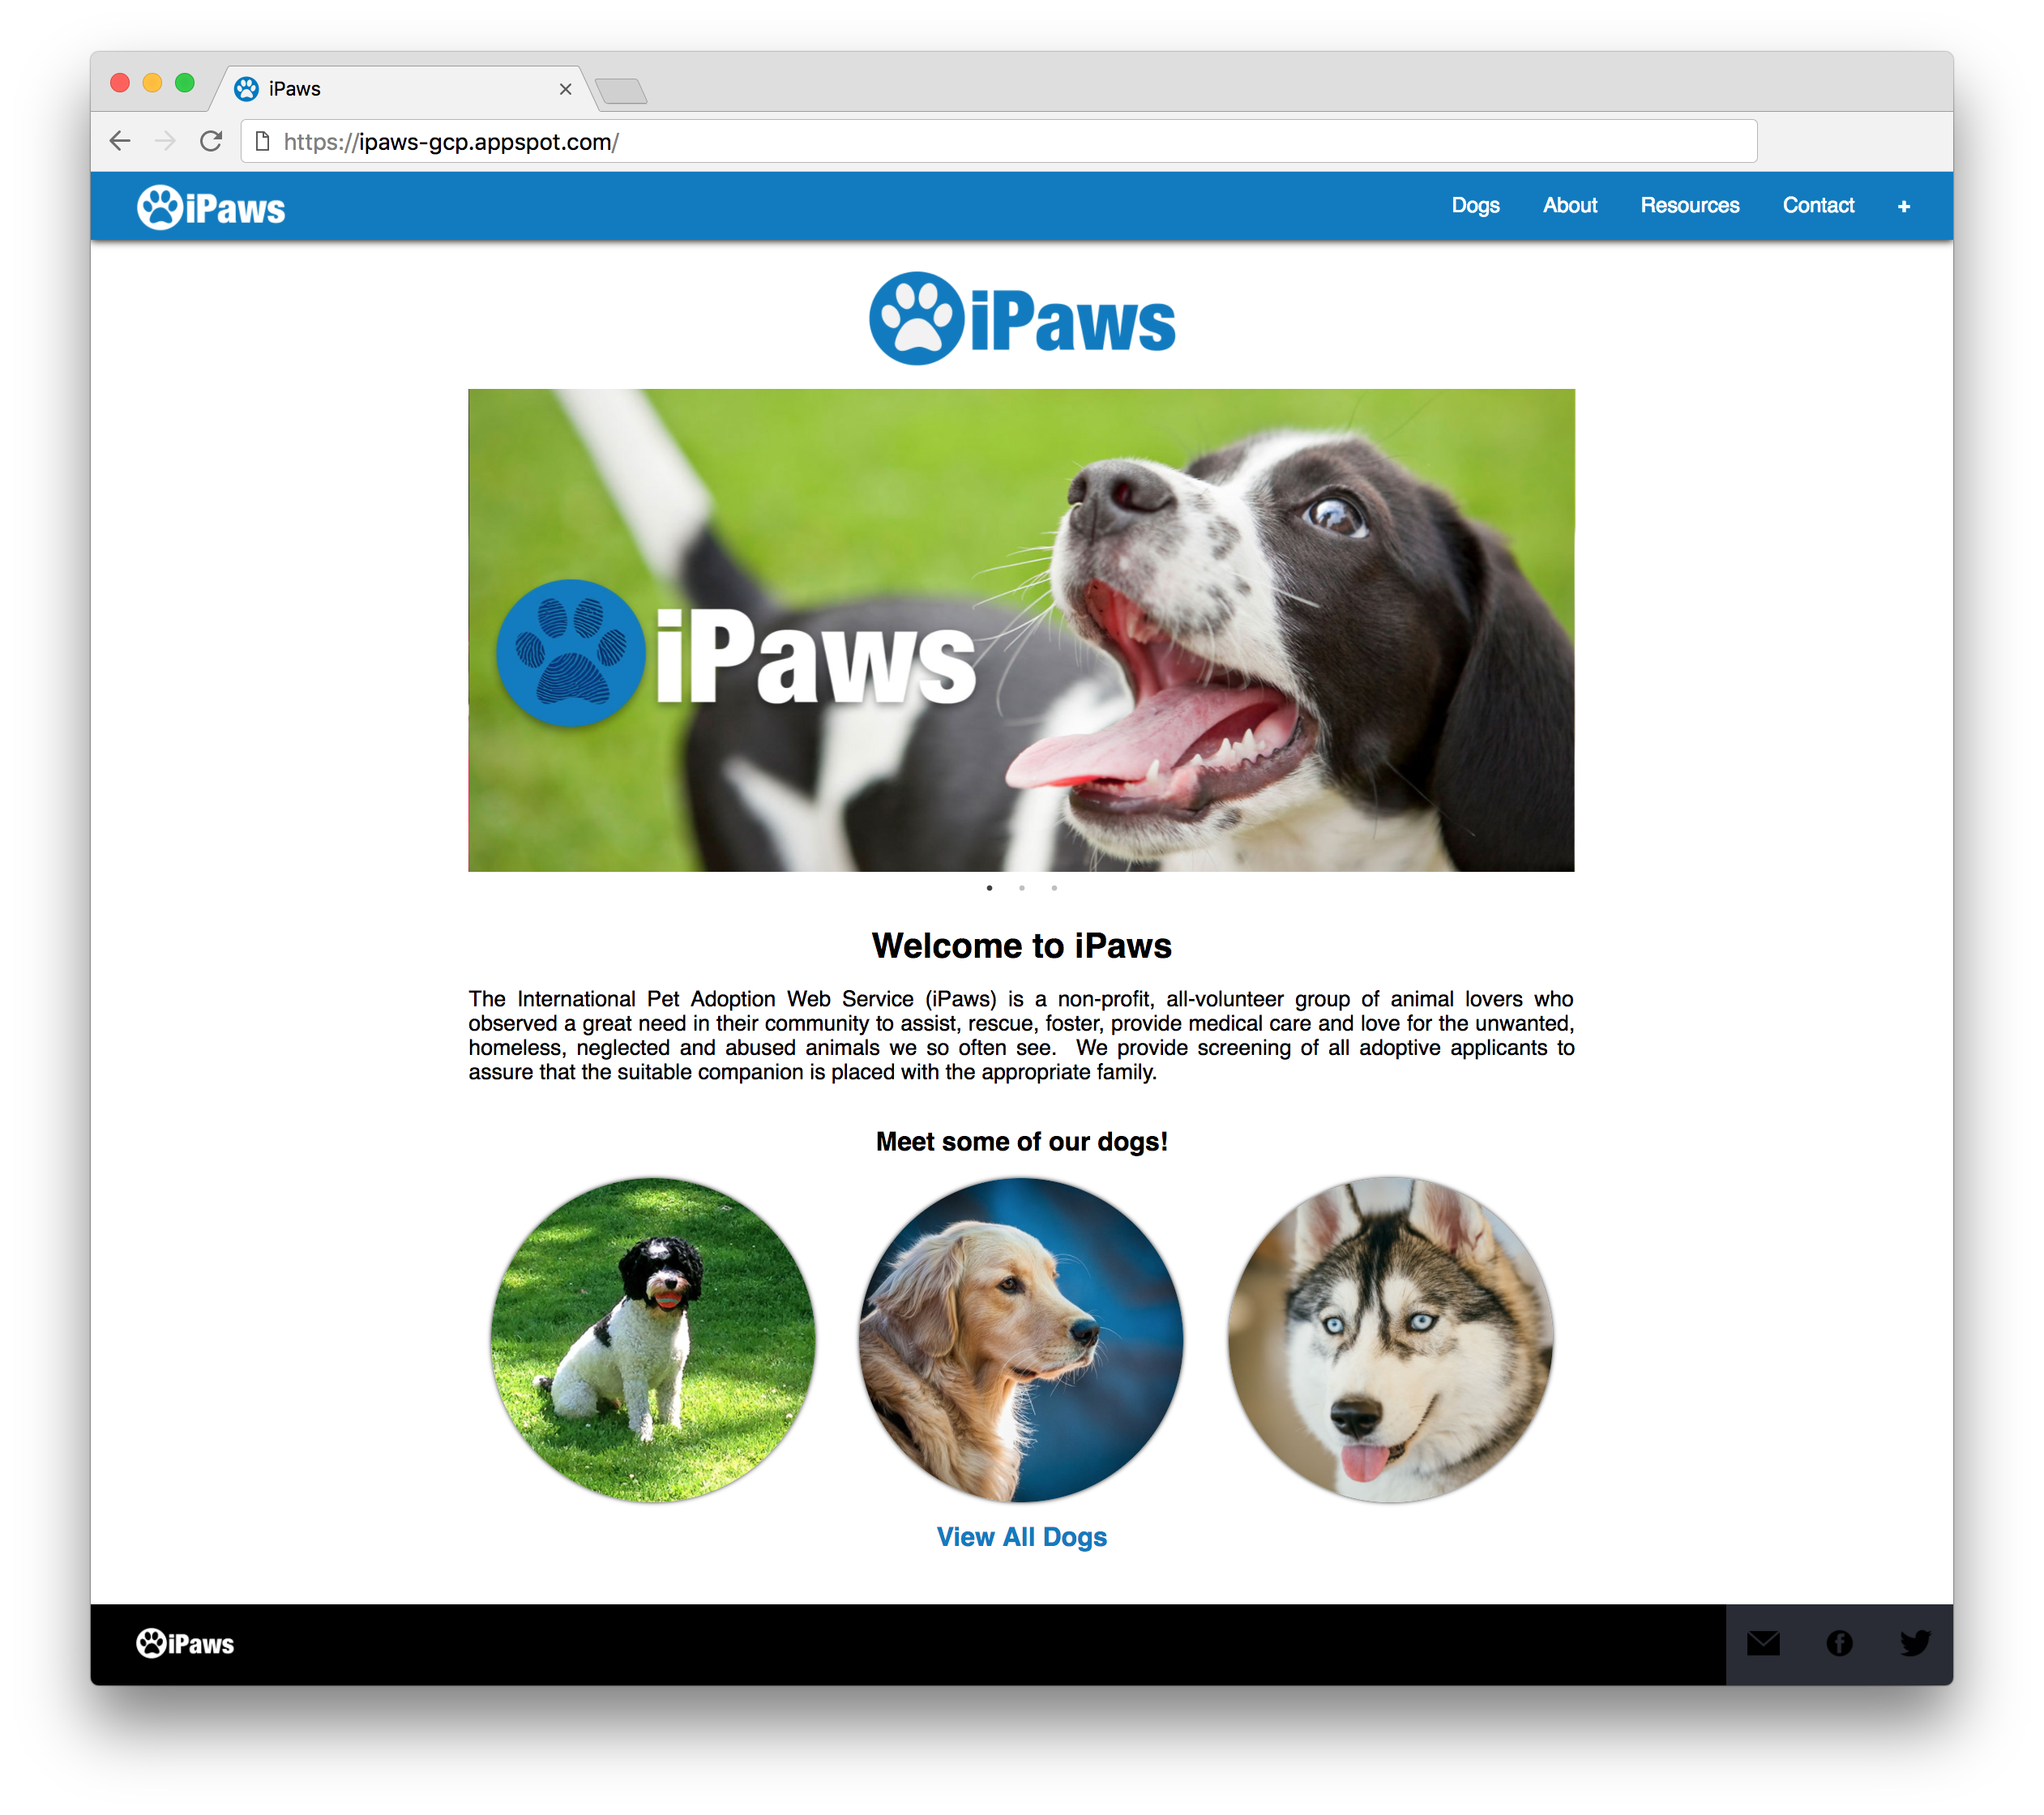 iPaws
https://ipaws-gcp.appspot.com/
iPaws
Dogs About Resources Contact +
iPaws
iPaws
Welcome to iPaws
The International Pet Adoption Web Service (iPaws) is a non-profit, all-volunteer group of animal lovers who
observed a great need in their community to assist, rescue, foster, provide medical care and love for the unwanted,
homeless, neglected and abused animals we so often see. We provide screening of all adoptive applicants to
assure that the suitable companion is placed with the appropriate family.
Meet some of our dogs!
View All Dogs
iPaws